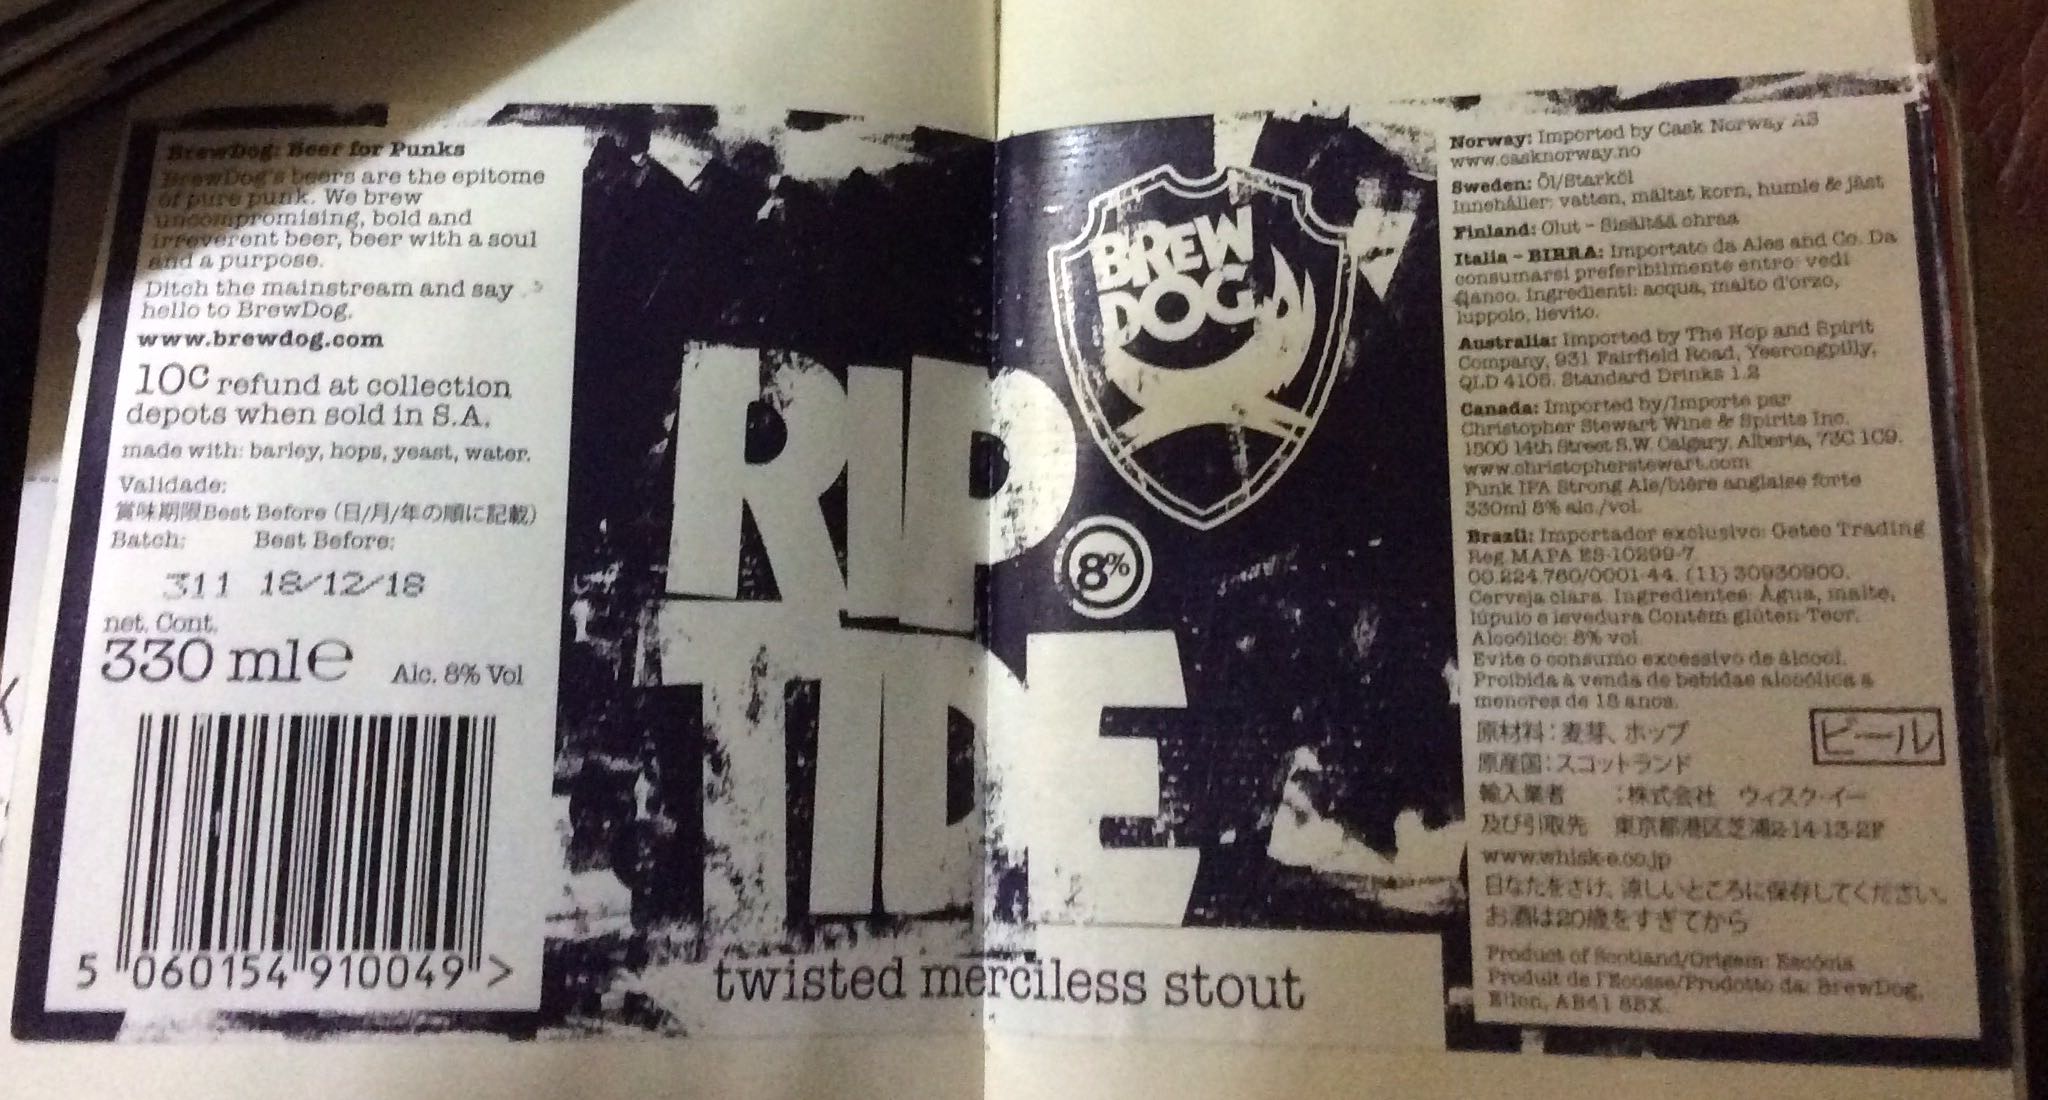 BrewDog: Beer for Punks
BrewDog's beers are the epitome
of pure punk. We brew
uncompromising, bold and
irreverent beer, beer with a soul
and a purpose.
Ditch the mainstream and say
hello to BrewDog.
www.brewdog.com
10c refund at collection
depots when sold in S.A.
made with: barley, hops, yeast, water.
Validade:
賞味期限Best Before (日/月/年の順に記載)
Batch: Best Before:
311 18/12/18
net. Cont.
330 ml℮ Alc. 8% Vol
5 060154 910049 >
BREW
DOG
RIP
8%
TIDE
twisted merciless stout
Norway: Imported by Cask Norway AS
www.casknorway.no
Sweden: Öl/Starköl
Innehåller: vatten, mältat korn, humle & jäst
Finland: Olut - Sisältää ohraa
Italia - BIRRA: Importato da Ales and Co. Da
consumarsi preferibilmente entro: vedi
fianco. Ingredienti: acqua, malto d'orzo,
luppolo, lievito.
Australia: Imported by The Hop and Spirit
Company, 931 Fairfield Road, Yeerongpilly,
QLD 4105. Standard Drinks 1.2
Canada: Imported by/Importe par
Christopher Stewart Wine & Spirits Inc.
1500 14th Street S.W. Calgary, Alberta, T3C 1C9.
www.christopherstewart.com
Punk IPA Strong Ale/bière anglaise forte
330ml 8% alc./vol.
Brazil: Importador exclusivo: Getec Trading
Reg MAPA ES-10299-7
00.224.760/0001-44. (11) 30930900.
Cerveja clara. Ingredientes: Água, malte,
lúpulo e levedura Contém glúten Teor.
Alcoólico: 8% vol.
Evite o consumo excessivo de álcool.
Proibida à venda de bebidas alcoólica a
menores de 18 anos.
原材料：麦芽、ホップ ビール
原産国：スコットランド
輸入業者 ：株式会社 ウィスク・イー
及び引取先 東京都港区芝浦2-14-13-2F
www.whisk-e.co.jp
日なたをさけ、涼しいところに保存してください。
お酒は20歳をすぎてから
Product of Scotland/Origem: Escócia
Produit de l'Ecosse/Prodotto da: BrewDog,
Ellon, AB41 8BX.